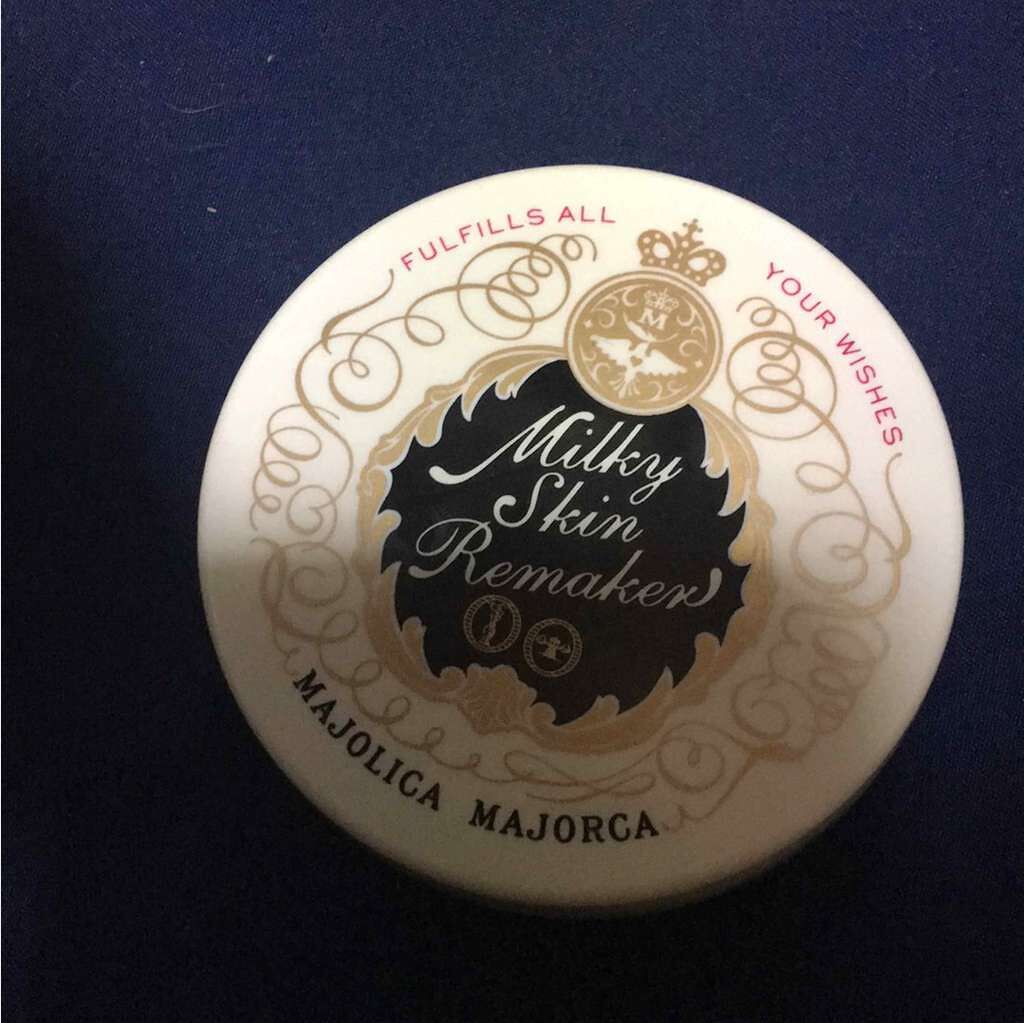 FULFILLS ALL
YOUR WISHES
M
Milky
Skin
Remaker
MAJOLICA MAJORCA